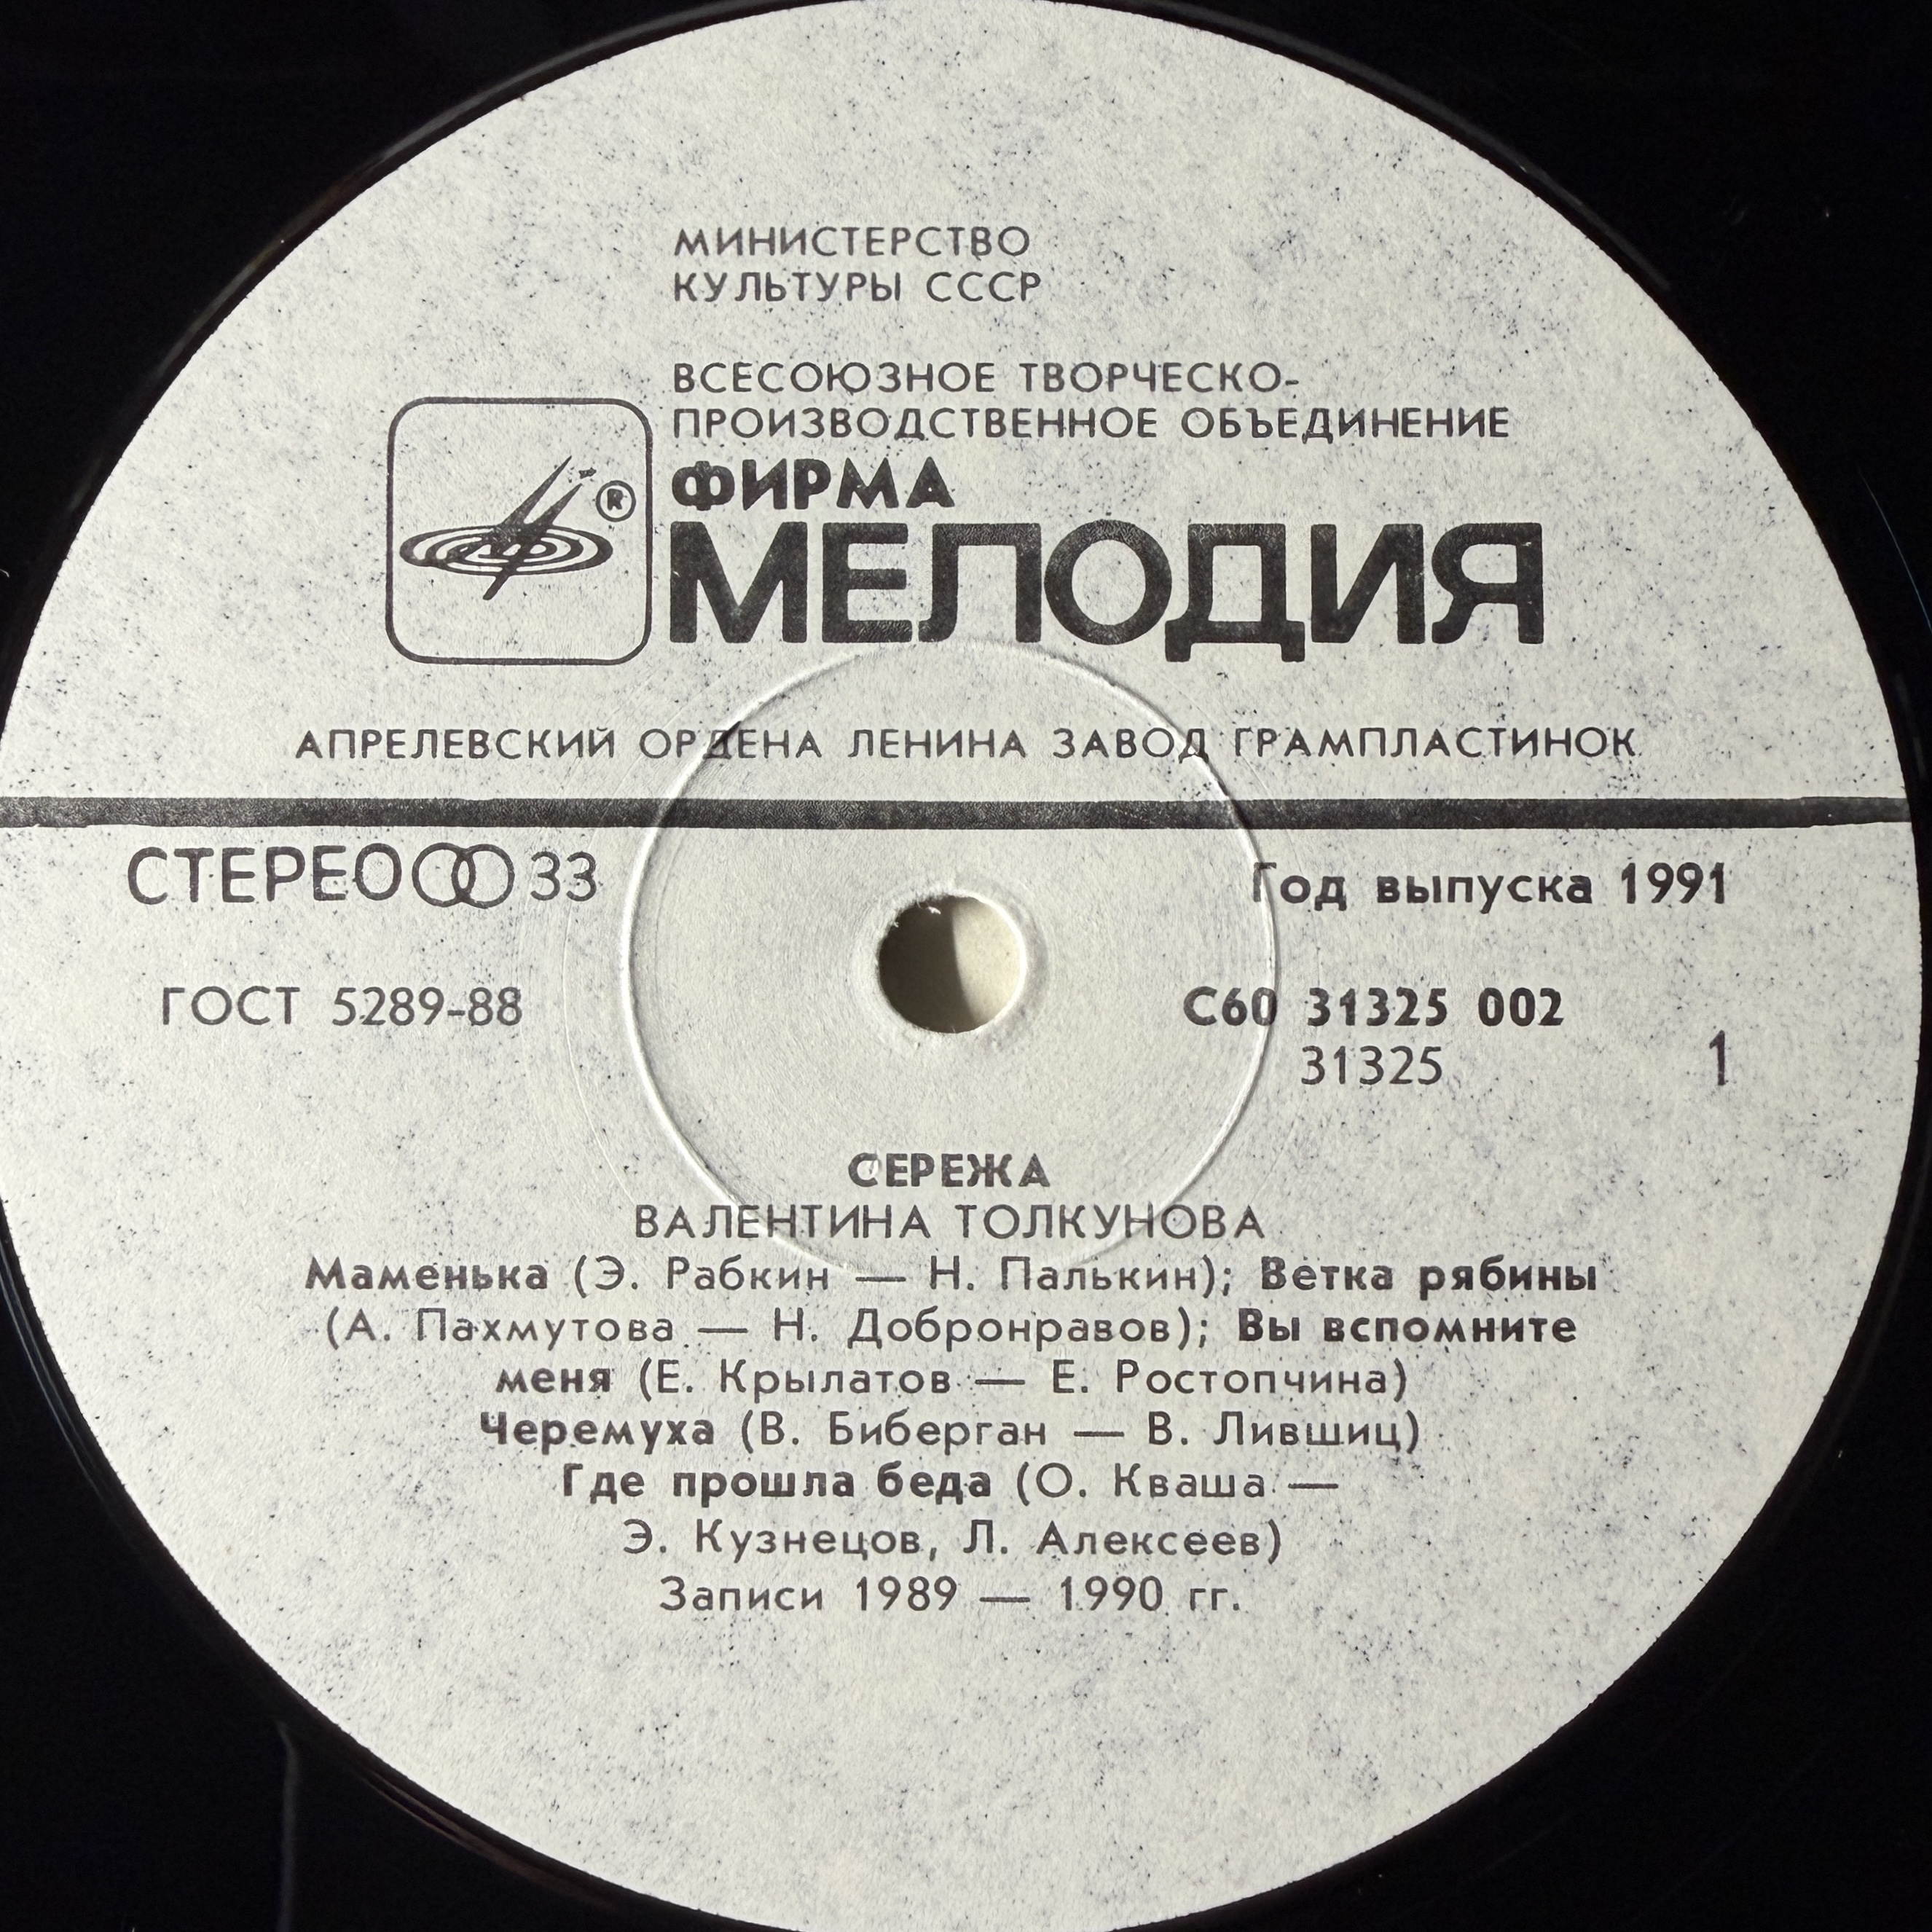 МИНИСТЕРСТВО
КУЛЬТУРЫ СССР
ВСЕСОЮЗНОЕ ТВОРЧЕСКО-
ПРОИЗВОДСТВЕННОЕ ОБЪЕДИНЕНИЕ
ФИРМА
®
МЕЛОДИЯ
АПРЕЛЕВСКИЙ ОРДЕНА ЛЕНИНА ЗАВОД ГРАМПЛАСТИНОК
СТЕРЕО 33
Год выпуска 1991
ГОСТ 5289-88
С60 31325 002
31325
1
СЕРЕЖА
ВАЛЕНТИНА ТОЛКУНОВА
Маменька (Э. Рабкин — Н. Палькин); Ветка рябины
(А. Пахмутова — Н. Добронравов); Вы вспомните
меня (Е. Крылатов — Е. Ростопчина)
Черемуха (В. Биберган — В. Лившиц)
Где прошла беда (О. Кваша —
Э. Кузнецов, Л. Алексеев)
Записи 1989 — 1990 гг.